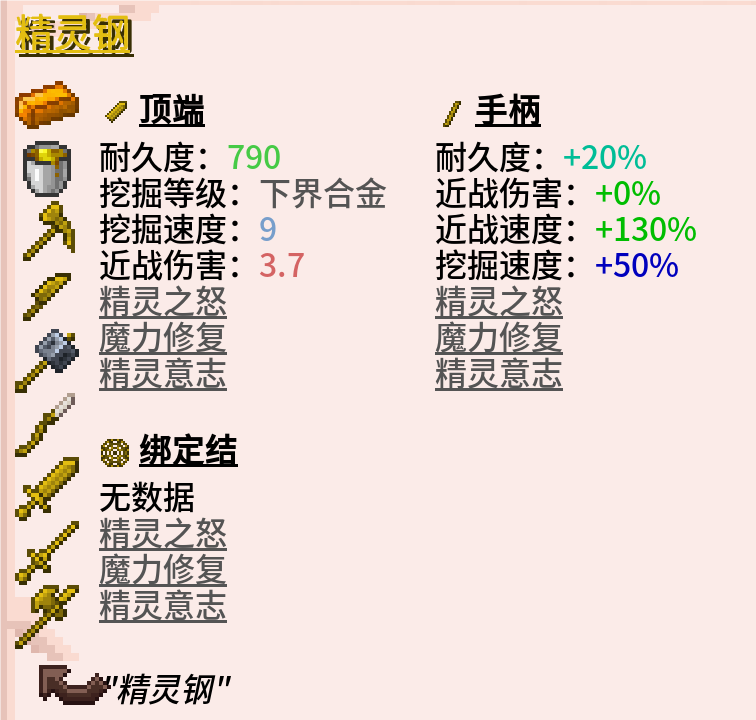 精灵钢
顶端
耐久度：790
挖掘等级：下界合金
挖掘速度：9
近战伤害：3.7
精灵之怒
魔力修复
精灵意志
手柄
耐久度：+20%
近战伤害：+0%
近战速度：+130%
挖掘速度：+50%
精灵之怒
魔力修复
精灵意志
绑定结
无数据
精灵之怒
魔力修复
精灵意志
"精灵钢"